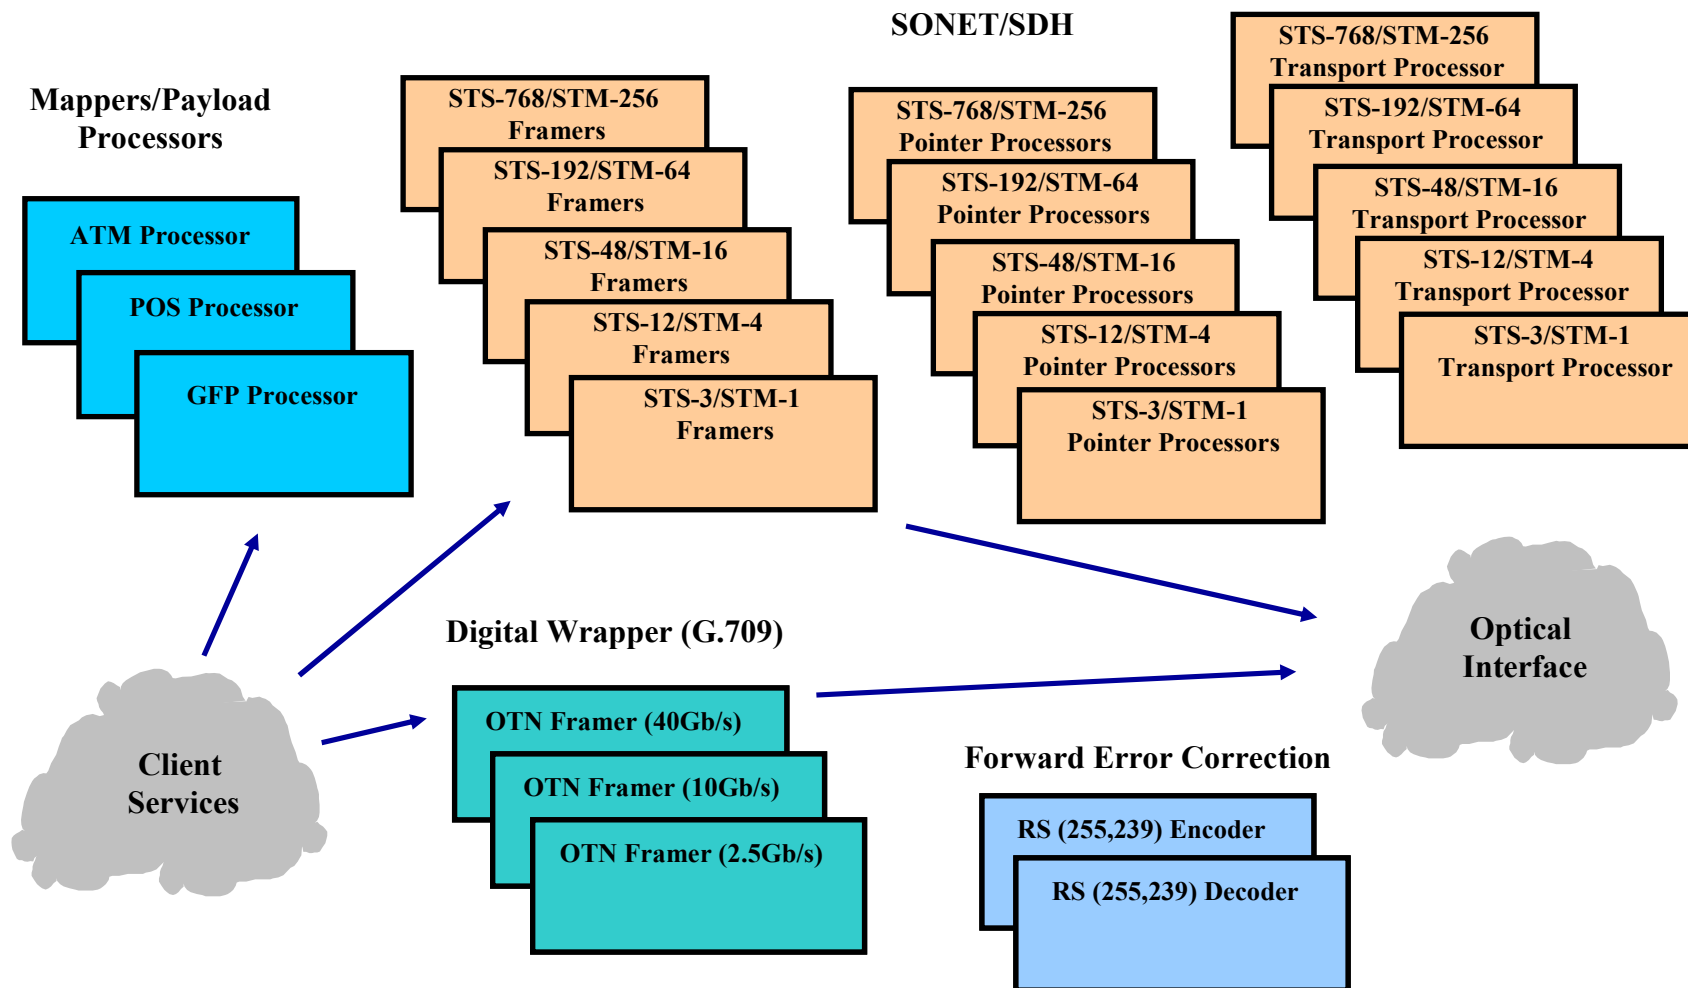 SONET/SDH
Mappers/Payload
Processors
ATM Processor
POS Processor
GFP Processor
STS-768/STM-256
Framers
STS-192/STM-64
Framers
STS-48/STM-16
Framers
STS-12/STM-4
Framers
STS-3/STM-1
Framers
STS-768/STM-256
Pointer Processors
STS-192/STM-64
Pointer Processors
STS-48/STM-16
Pointer Processors
STS-12/STM-4
Pointer Processors
STS-3/STM-1
Pointer Processors
STS-768/STM-256
Transport Processor
STS-192/STM-64
Transport Processor
STS-48/STM-16
Transport Processor
STS-12/STM-4
Transport Processor
STS-3/STM-1
Transport Processor
Client
Services
Digital Wrapper (G.709)
OTN Framer (40Gb/s)
OTN Framer (10Gb/s)
OTN Framer (2.5Gb/s)
Optical
Interface
Forward Error Correction
RS (255,239) Encoder
RS (255,239) Decoder